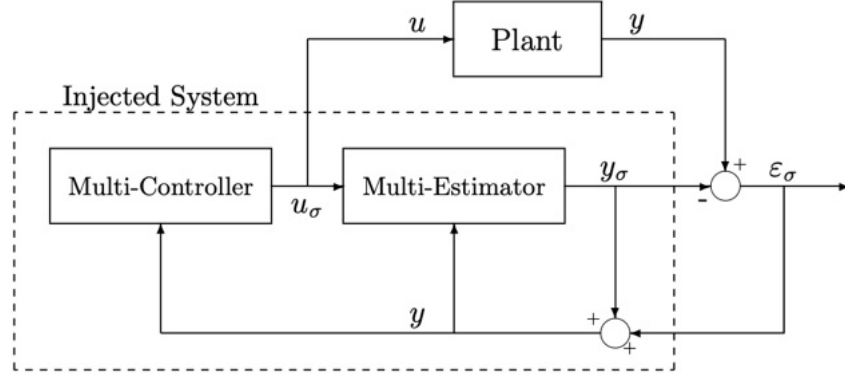 u
Plant
y
Injected System
Multi-Controller
u_σ
Multi-Estimator
y_σ
+
-
ε_σ
y
+
+